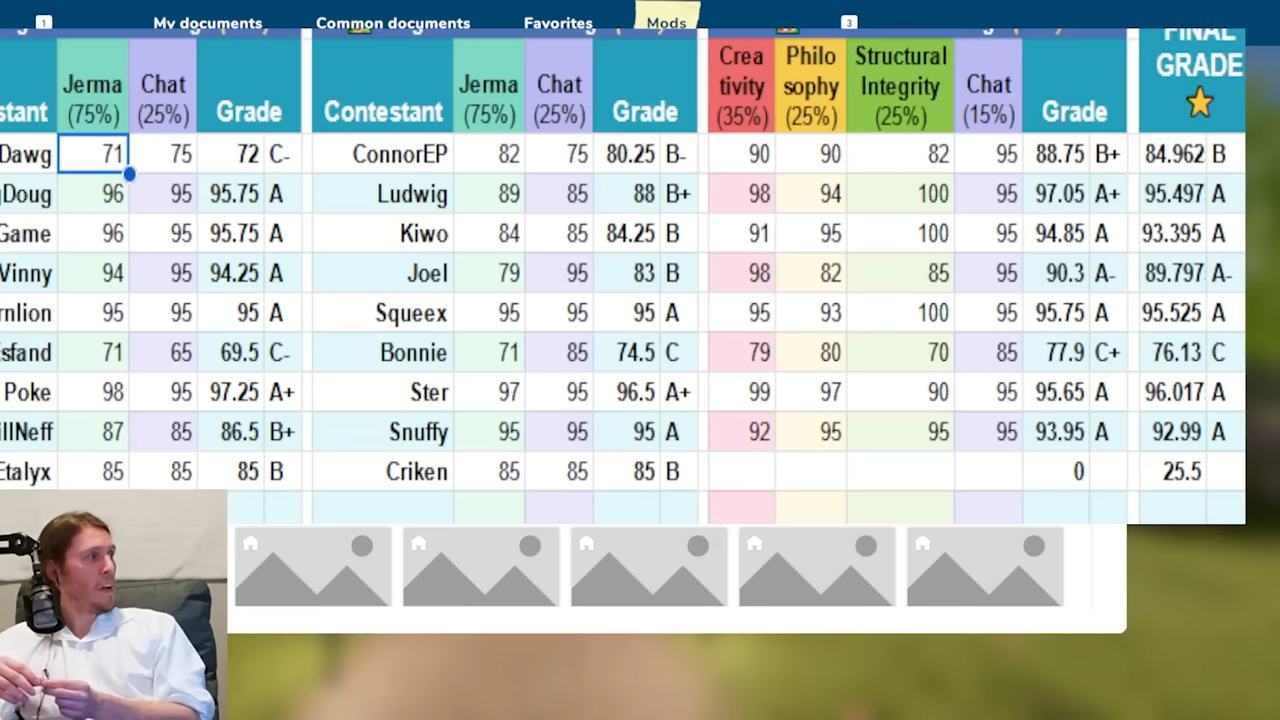 1 My documents Common documents Favorites Mods 3
FINAL
GRADE
Jerma (75%) Chat (25%) Grade Contestant Jerma (75%) Chat (25%) Grade Crea tivity (35%) Philo sophy (25%) Structural Integrity (25%) Chat (15%) Grade
Dawg 71 75 72 C- ConnorEP 82 75 80.25 B- 90 90 82 95 88.75 B+ 84.962 B
Doug 96 95 95.75 A Ludwig 89 85 88 B+ 98 94 100 95 97.05 A+ 95.497 A
Game 96 95 95.75 A Kiwo 84 85 84.25 B 91 95 100 95 94.85 A 93.395 A
Vinny 94 95 94.25 A Joel 79 95 83 B 98 82 85 95 90.3 A- 89.797 A-
rnlion 95 95 95 A Squeex 95 95 95 A 95 93 100 95 95.75 A 95.525 A
sfand 71 65 69.5 C- Bonnie 71 85 74.5 C 79 80 70 85 77.9 C+ 76.13 C
Poke 98 95 97.25 A+ Ster 97 95 96.5 A+ 99 97 90 95 95.65 A 96.017 A
illNeff 87 85 86.5 B+ Snuffy 95 95 95 A 92 95 95 95 93.95 A 92.99 A
Etalyx 85 85 85 B Criken 85 85 85 B 0 25.5